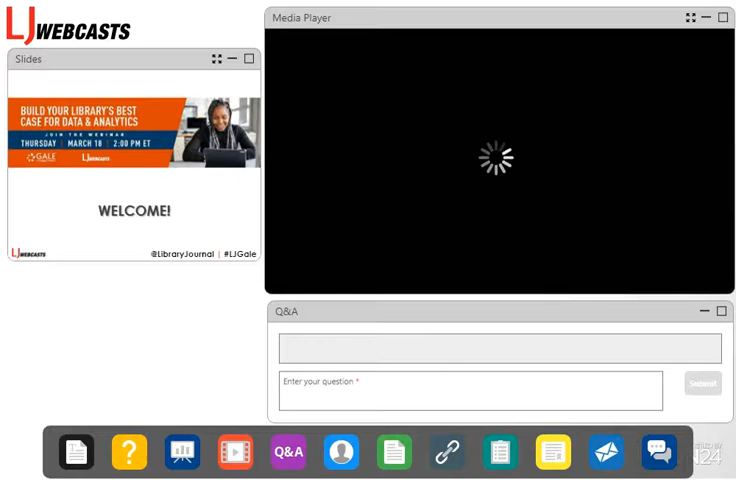 LJ WEBCASTS
Slides
BUILD YOUR LIBRARY'S BEST
CASE FOR DATA & ANALYTICS
JOIN THE WEBINAR
THURSDAY | MARCH 18 | 2:00 PM ET
GALE
LJ WEBCASTS
WELCOME!
LJ WEBCASTS
@LibraryJournal | #LJGale
Media Player
Q&A
Enter your question *
Submit
Q&A
N24